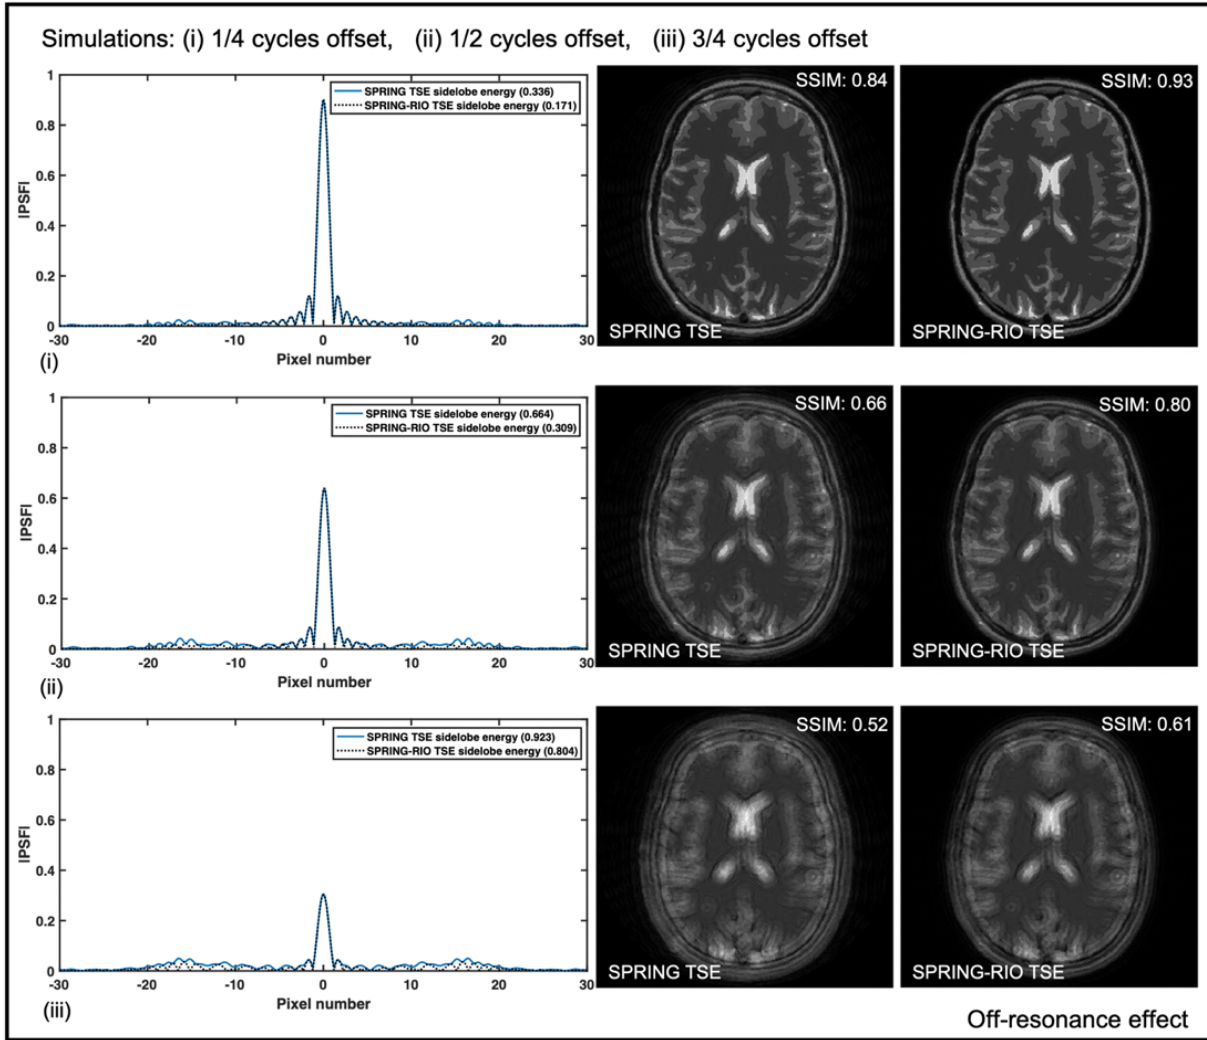 Simulations: (i) 1/4 cycles offset, (ii) 1/2 cycles offset, (iii) 3/4 cycles offset
1
0.8
0.6
0.4
0.2
0
|PSF|
SPRING TSE sidelobe energy (0.336)
SPRING-RIO TSE sidelobe energy (0.171)
-30 -20 -10 0 10 20 30
Pixel number
(i)
SSIM: 0.84
SPRING TSE
SSIM: 0.93
SPRING-RIO TSE
1
0.8
0.6
0.4
0.2
0
|PSF|
SPRING TSE sidelobe energy (0.664)
SPRING-RIO TSE sidelobe energy (0.309)
-30 -20 -10 0 10 20 30
Pixel number
(ii)
SSIM: 0.66
SPRING TSE
SSIM: 0.80
SPRING-RIO TSE
1
0.8
0.6
0.4
0.2
0
|PSF|
SPRING TSE sidelobe energy (0.923)
SPRING-RIO TSE sidelobe energy (0.804)
-30 -20 -10 0 10 20 30
Pixel number
(iii)
SSIM: 0.52
SPRING TSE
SSIM: 0.61
SPRING-RIO TSE
Off-resonance effect